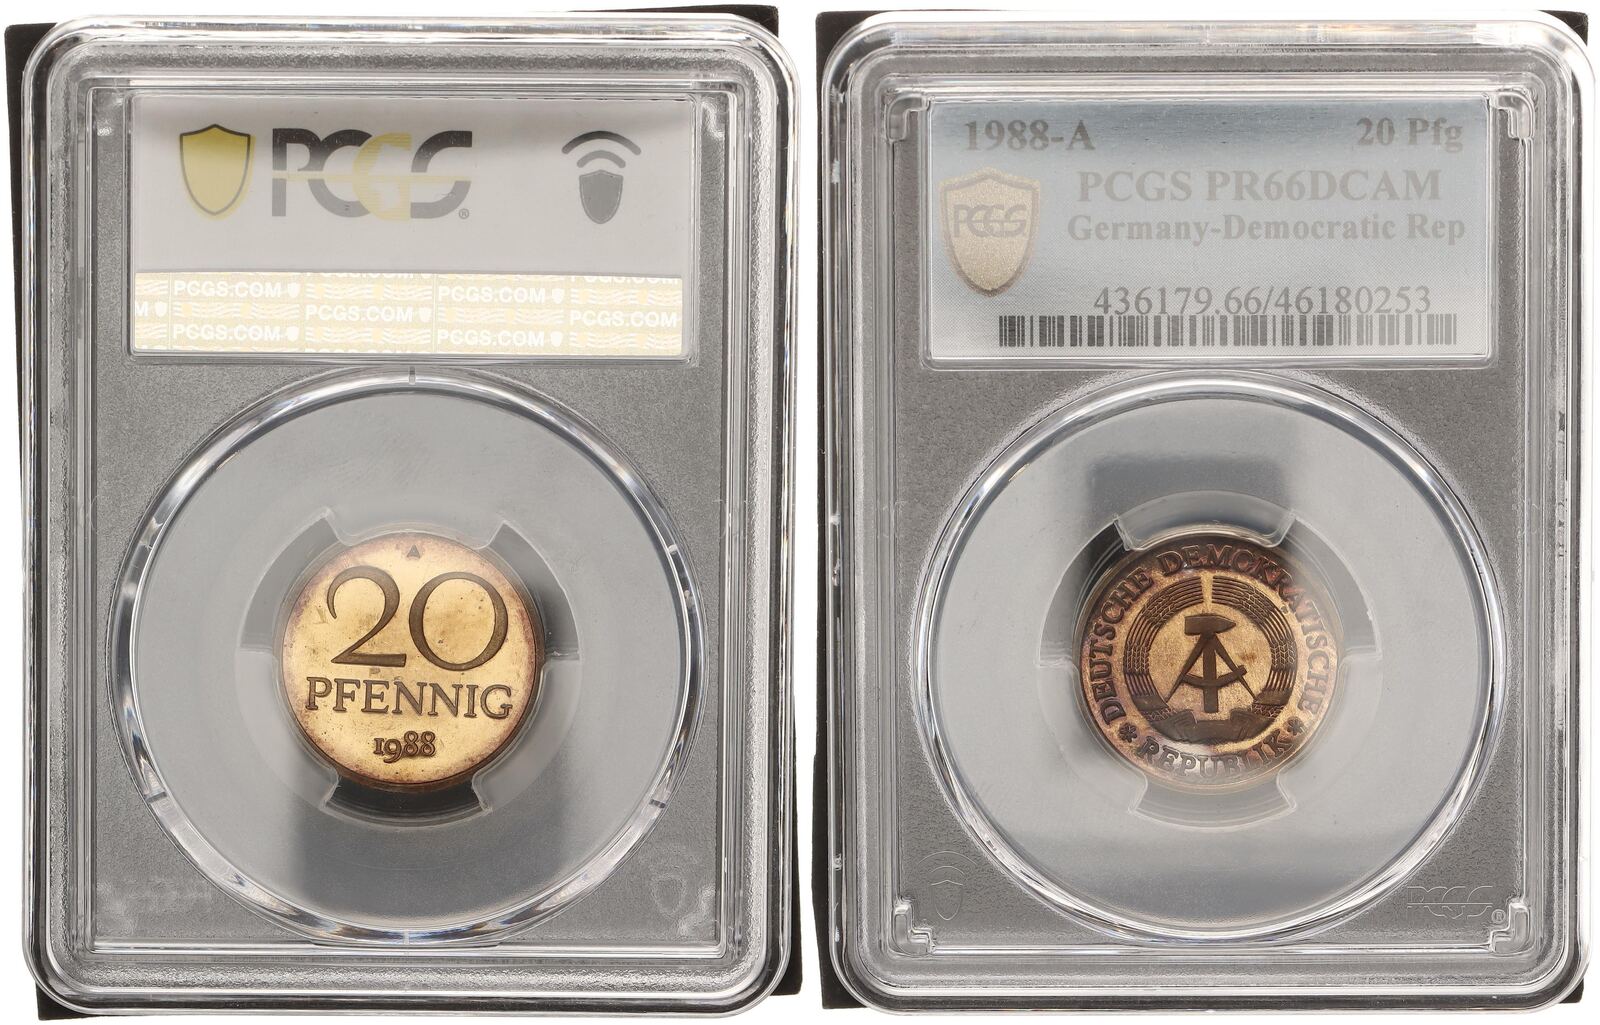 PCGS
PCGS.COM PCGS.COM
PCGS.COM PCGS.COM
PCGS.COM PCGS.COM
A
20
PFENNIG
1988
1988-A 20 Pfg
PCGS PR66DCAM
PCGS
Germany-Democratic Rep
436179.66/46180253
DEUTSCHE DEMOKRATISCHE
* REPUBLIK *
PCGS